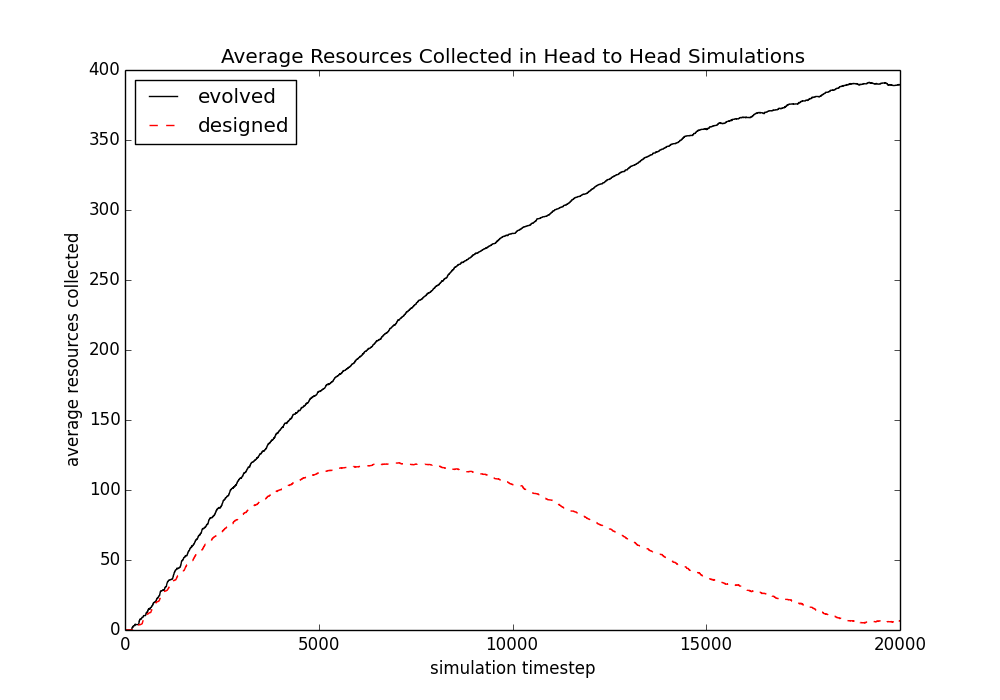 Average Resources Collected in Head to Head Simulations
evolved
designed
average resources collected
400
350
300
250
200
150
100
50
0
0 5000 10000 15000 20000
simulation timestep